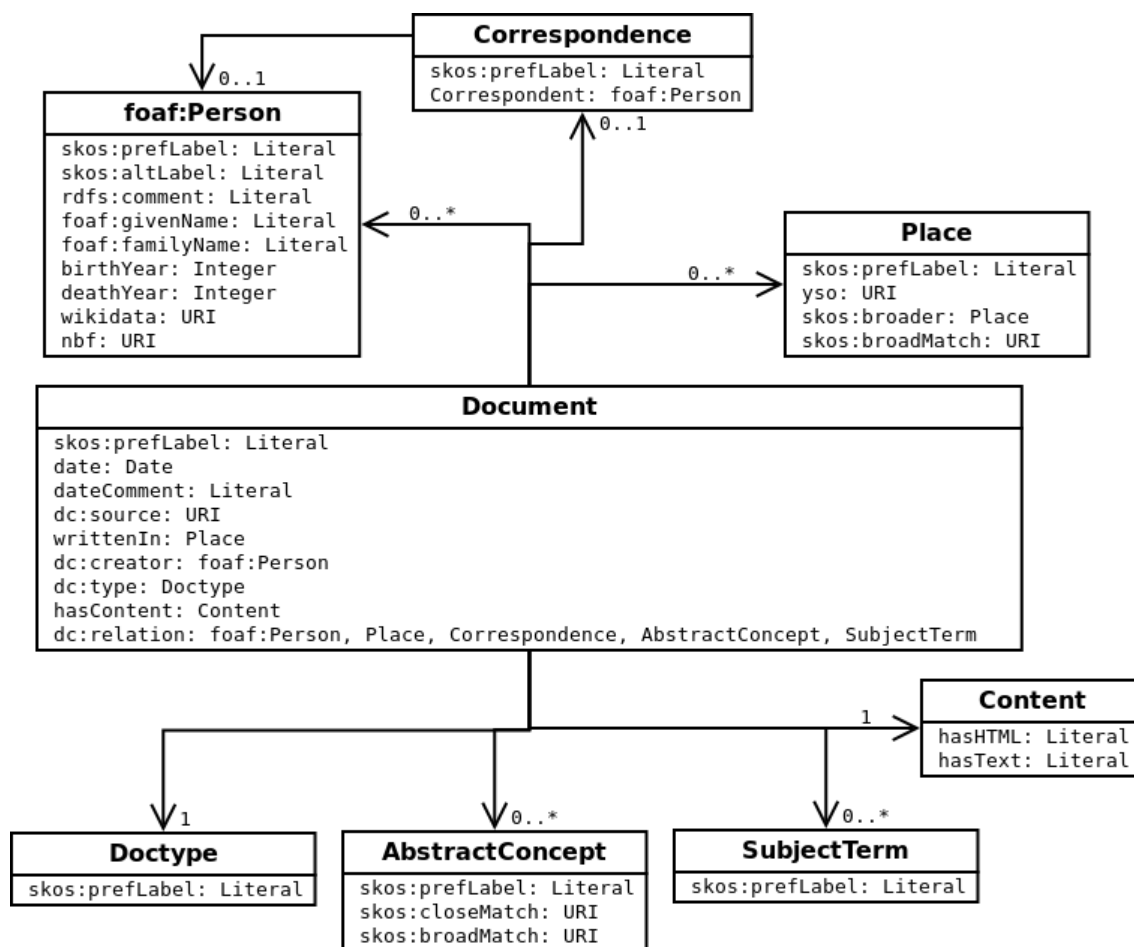 Correspondence
skos:prefLabel: Literal
Correspondent: foaf:Person
0..1
foaf:Person
skos:prefLabel: Literal
skos:altLabel: Literal
rdfs:comment: Literal
foaf:givenName: Literal
foaf:familyName: Literal
birthYear: Integer
deathYear: Integer
wikidata: URI
nbf: URI
0..1
0..*
0..*
Place
skos:prefLabel: Literal
yso: URI
skos:broader: Place
skos:broadMatch: URI
Document
skos:prefLabel: Literal
date: Date
dateComment: Literal
dc:source: URI
writtenIn: Place
dc:creator: foaf:Person
dc:type: Doctype
hasContent: Content
dc:relation: foaf:Person, Place, Correspondence, AbstractConcept, SubjectTerm
1
Content
hasHTML: Literal
hasText: Literal
1
Doctype
skos:prefLabel: Literal
0..*
AbstractConcept
skos:prefLabel: Literal
skos:closeMatch: URI
skos:broadMatch: URI
0..*
SubjectTerm
skos:prefLabel: Literal